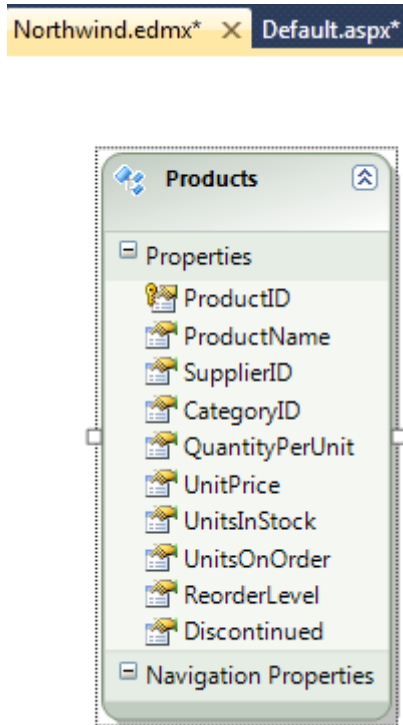 Northwind.edmx* Default.aspx*
Products
Properties
ProductID
ProductName
SupplierID
CategoryID
QuantityPerUnit
UnitPrice
UnitsInStock
UnitsOnOrder
ReorderLevel
Discontinued
Navigation Properties